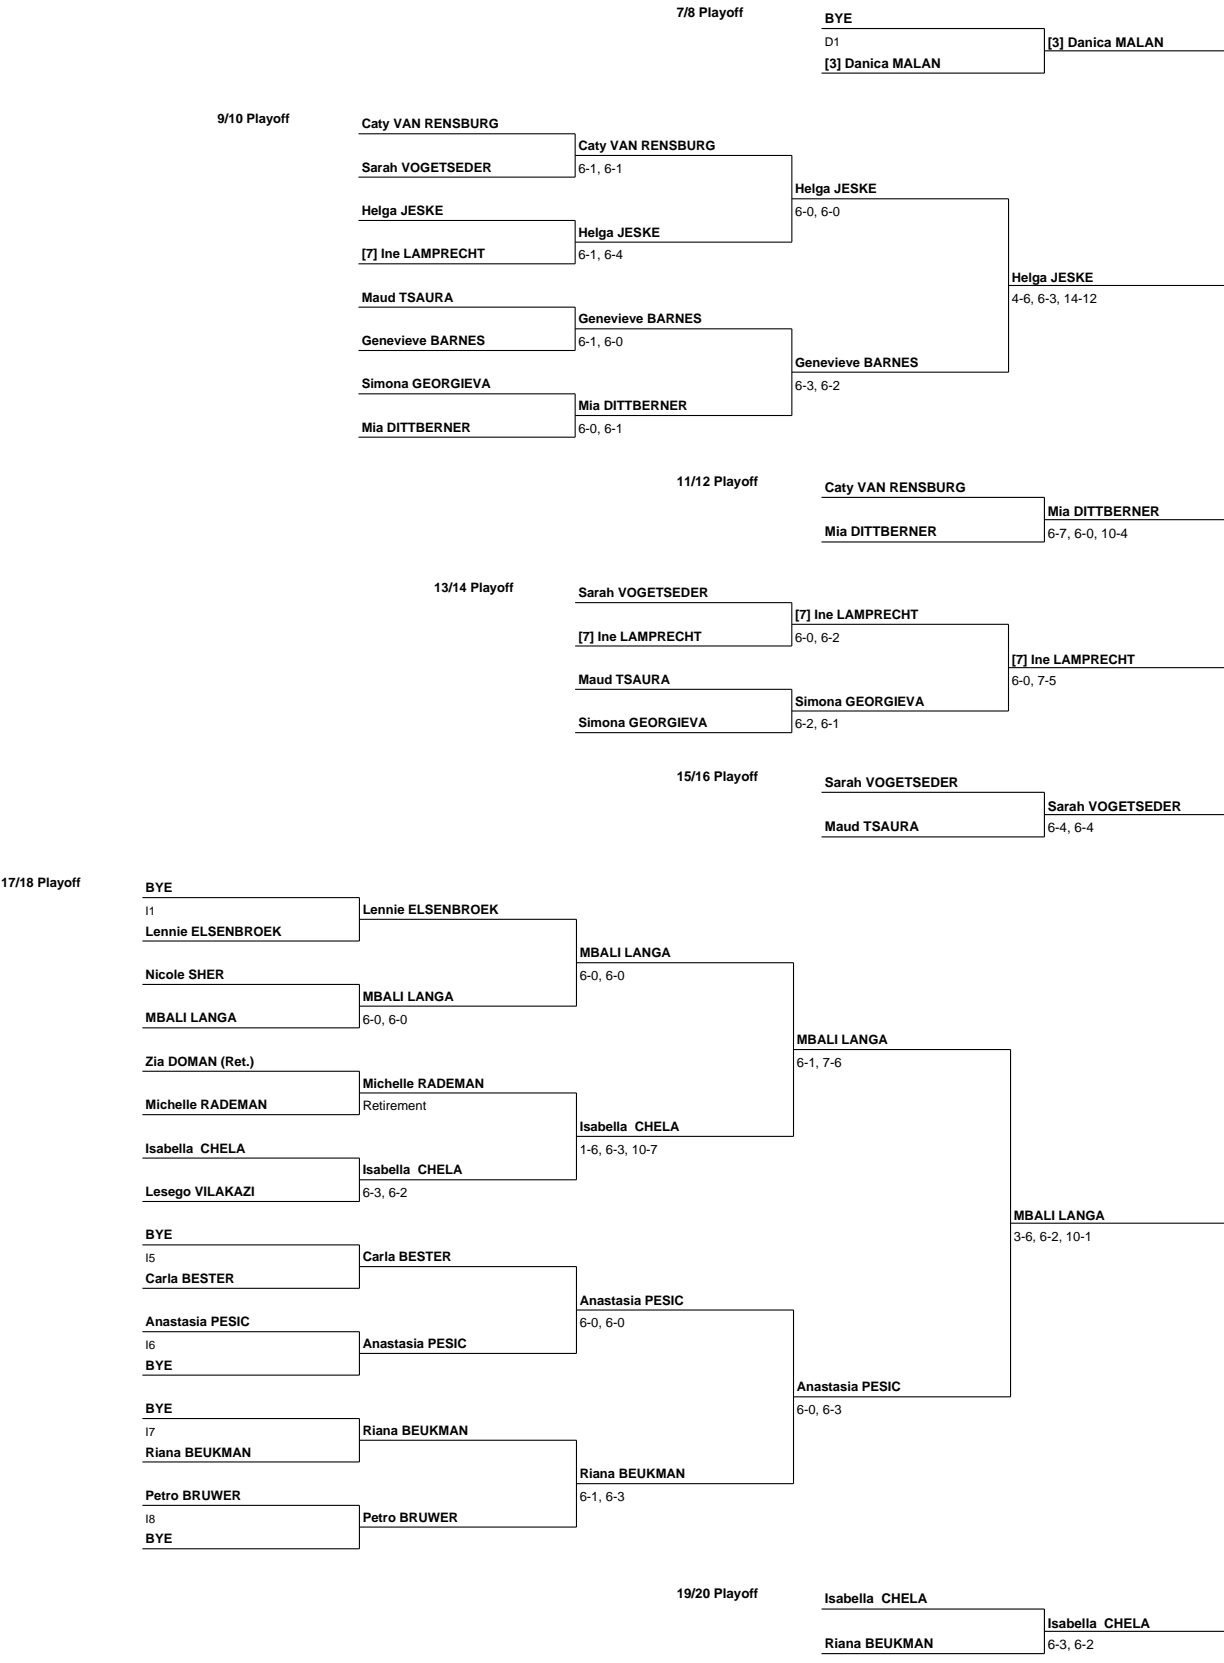 7/8 Playoff
BYE
D1
[3] Danica MALAN
[3] Danica MALAN
9/10 Playoff
Caty VAN RENSBURG
Caty VAN RENSBURG
Sarah VOGETSEDER
6-1, 6-1
Helga JESKE
6-0, 6-0
Helga JESKE
Helga JESKE
[7] Ine LAMPRECHT
6-1, 6-4
Helga JESKE
4-6, 6-3, 14-12
Maud TSAURA
Genevieve BARNES
Genevieve BARNES
6-1, 6-0
Genevieve BARNES
6-3, 6-2
Simona GEORGIEVA
Mia DITTBERNER
Mia DITTBERNER
6-0, 6-1
11/12 Playoff
Caty VAN RENSBURG
Mia DITTBERNER
Mia DITTBERNER
6-7, 6-0, 10-4
13/14 Playoff
Sarah VOGETSEDER
[7] Ine LAMPRECHT
[7] Ine LAMPRECHT
6-0, 6-2
[7] Ine LAMPRECHT
6-0, 7-5
Maud TSAURA
Simona GEORGIEVA
Simona GEORGIEVA
6-2, 6-1
15/16 Playoff
Sarah VOGETSEDER
Sarah VOGETSEDER
Maud TSAURA
6-4, 6-4
17/18 Playoff
BYE
I1
Lennie ELSENBROEK
Lennie ELSENBROEK
MBALI LANGA
6-0, 6-0
Nicole SHER
MBALI LANGA
MBALI LANGA
6-0, 6-0
MBALI LANGA
6-1, 7-6
Zia DOMAN (Ret.)
Michelle RADEMAN
Michelle RADEMAN
Retirement
Isabella  CHELA
1-6, 6-3, 10-7
Isabella  CHELA
Isabella  CHELA
Lesego VILAKAZI
6-3, 6-2
MBALI LANGA
3-6, 6-2, 10-1
BYE
I5
Carla BESTER
Carla BESTER
Anastasia PESIC
6-0, 6-0
Anastasia PESIC
I6
Anastasia PESIC
BYE
Anastasia PESIC
6-0, 6-3
BYE
I7
Riana BEUKMAN
Riana BEUKMAN
Riana BEUKMAN
6-1, 6-3
Petro BRUWER
I8
Petro BRUWER
BYE
19/20 Playoff
Isabella  CHELA
Isabella  CHELA
Riana BEUKMAN
6-3, 6-2